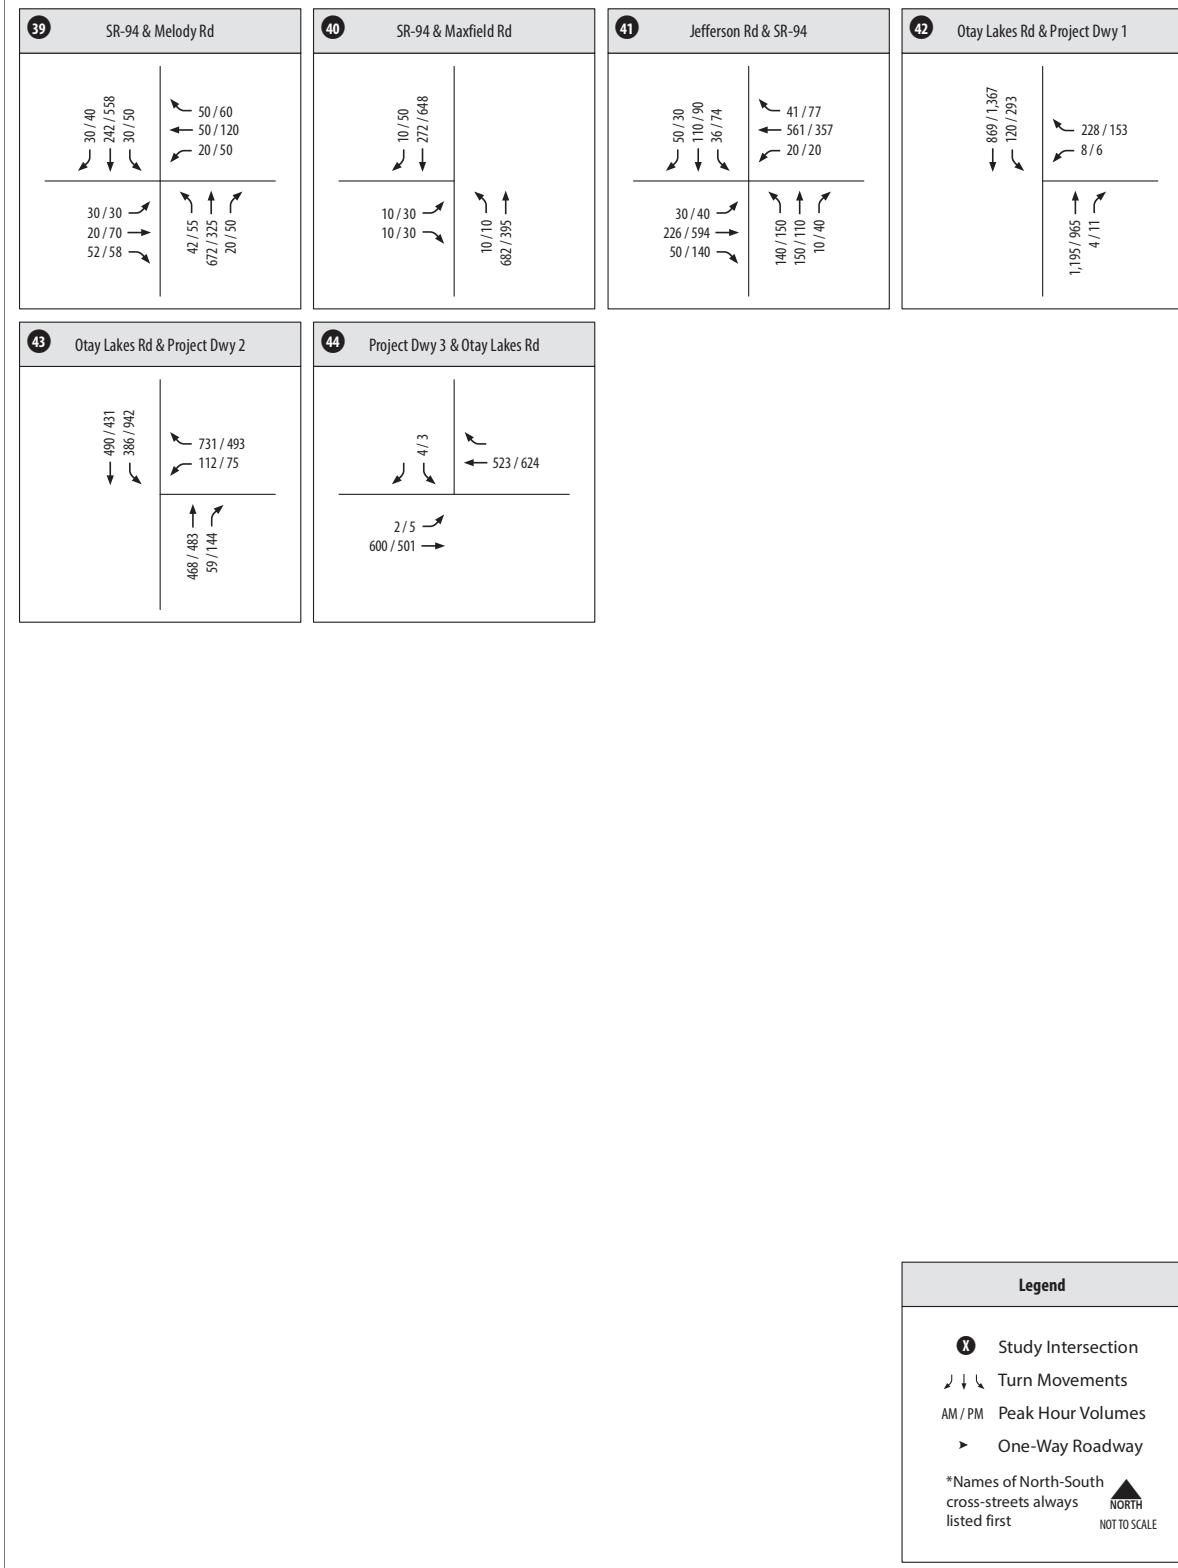 39 SR-94 & Melody Rd
30 / 40
242 / 558
30 / 50
50 / 60
50 / 120
20 / 50
30 / 30
20 / 70
52 / 58
42 / 55
672 / 325
20 / 50
40 SR-94 & Maxfield Rd
10 / 50
272 / 648
10 / 30
10 / 30
10 / 10
682 / 395
41 Jefferson Rd & SR-94
50 / 30
110 / 90
36 / 74
41 / 77
561 / 357
20 / 20
30 / 40
226 / 594
50 / 140
140 / 150
150 / 110
10 / 40
42 Otay Lakes Rd & Project Dwy 1
869 / 1,367
120 / 293
228 / 153
8 / 6
1,195 / 965
4 / 11
43 Otay Lakes Rd & Project Dwy 2
490 / 431
386 / 942
731 / 493
112 / 75
468 / 483
59 / 144
44 Project Dwy 3 & Otay Lakes Rd
4 / 3
523 / 624
2 / 5
600 / 501
Legend
X Study Intersection
Turn Movements
AM / PM Peak Hour Volumes
One-Way Roadway
*Names of North-South
cross-streets always
listed first
NORTH
NOT TO SCALE